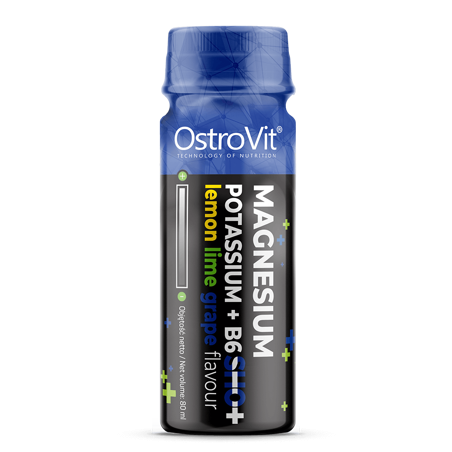 OstroVit®
TECHNOLOGY OF NUTRITION
MAGNESIUM
POTASSIUM + B6
SHOT
lemon lime grape flavour
Objętość netto / Net volume: 80 ml